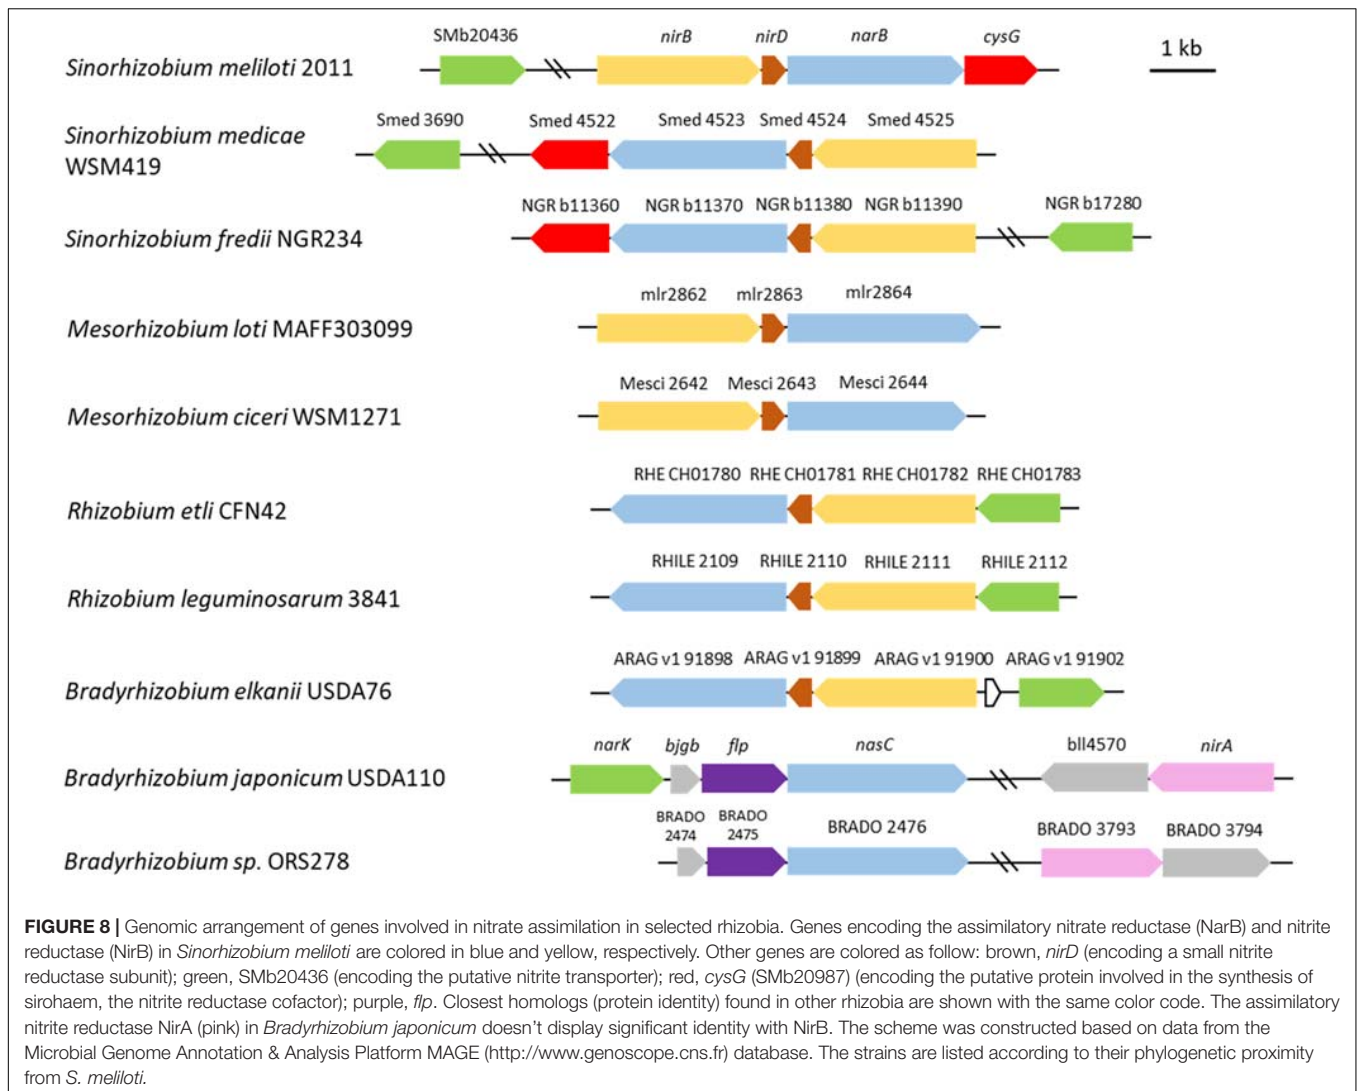 SMb20436 nirB nirD narB cysG
1 kb
Sinorhizobium meliloti 2011
Smed 3690 Smed 4522 Smed 4523 Smed 4524 Smed 4525
Sinorhizobium medicae
WSM419
NGR b11360 NGR b11370 NGR b11380 NGR b11390 NGR b17280
Sinorhizobium fredii NGR234
mlr2862 mlr2863 mlr2864
Mesorhizobium loti MAFF303099
Mesci 2642 Mesci 2643 Mesci 2644
Mesorhizobium ciceri WSM1271
RHE CH01780 RHE CH01781 RHE CH01782 RHE CH01783
Rhizobium etli CFN42
RHILE 2109 RHILE 2110 RHILE 2111 RHILE 2112
Rhizobium leguminosarum 3841
ARAG v1 91898 ARAG v1 91899 ARAG v1 91900 ARAG v1 91902
Bradyrhizobium elkanii USDA76
narK bjgb flp nasC bll4570 nirA
Bradyrhizobium japonicum USDA110
BRADO 2474 BRADO 2475 BRADO 2476 BRADO 3793 BRADO 3794
Bradyrhizobium sp. ORS278
FIGURE 8 | Genomic arrangement of genes involved in nitrate assimilation in selected rhizobia. Genes encoding the assimilatory nitrate reductase (NarB) and nitrite
reductase (NirB) in Sinorhizobium meliloti are colored in blue and yellow, respectively. Other genes are colored as follow: brown, nirD (encoding a small nitrite
reductase subunit); green, SMb20436 (encoding the putative nitrite transporter); red, cysG (SMb20987) (encoding the putative protein involved in the synthesis of
sirohaem, the nitrite reductase cofactor); purple, flp. Closest homologs (protein identity) found in other rhizobia are shown with the same color code. The assimilatory
nitrite reductase NirA (pink) in Bradyrhizobium japonicum doesn't display significant identity with NirB. The scheme was constructed based on data from the
Microbial Genome Annotation & Analysis Platform MAGE (http://www.genoscope.cns.fr) database. The strains are listed according to their phylogenetic proximity
from S. meliloti.